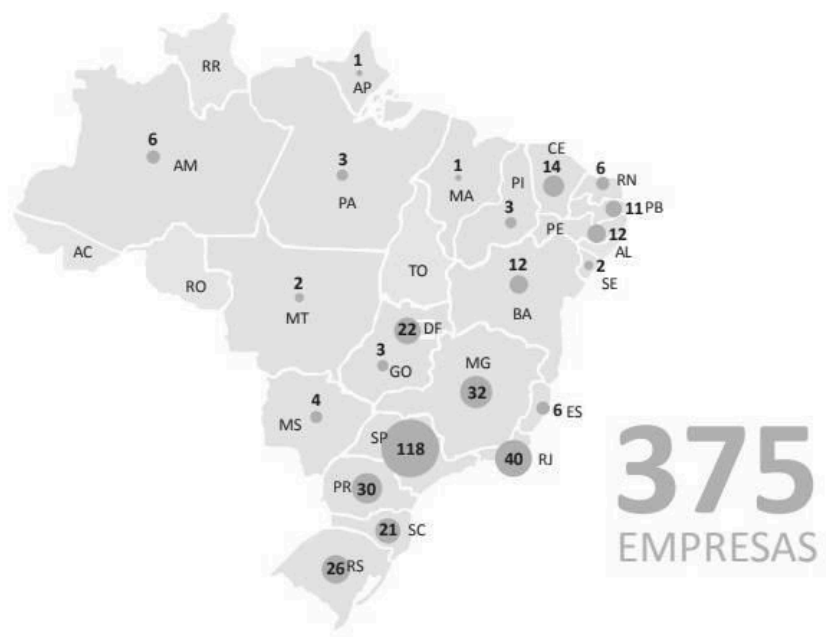 RR
1
AP
6
AM
3
PA
1
MA
PI
3
CE
14
6
RN
11 PB
PE
12
AL
2
SE
AC
RO
TO
2
MT
12
BA
22 DF
3
GO
MG
32
4
MS
6 ES
SP
118
40 RJ
PR 30
21 SC
26 RS
375
EMPRESAS